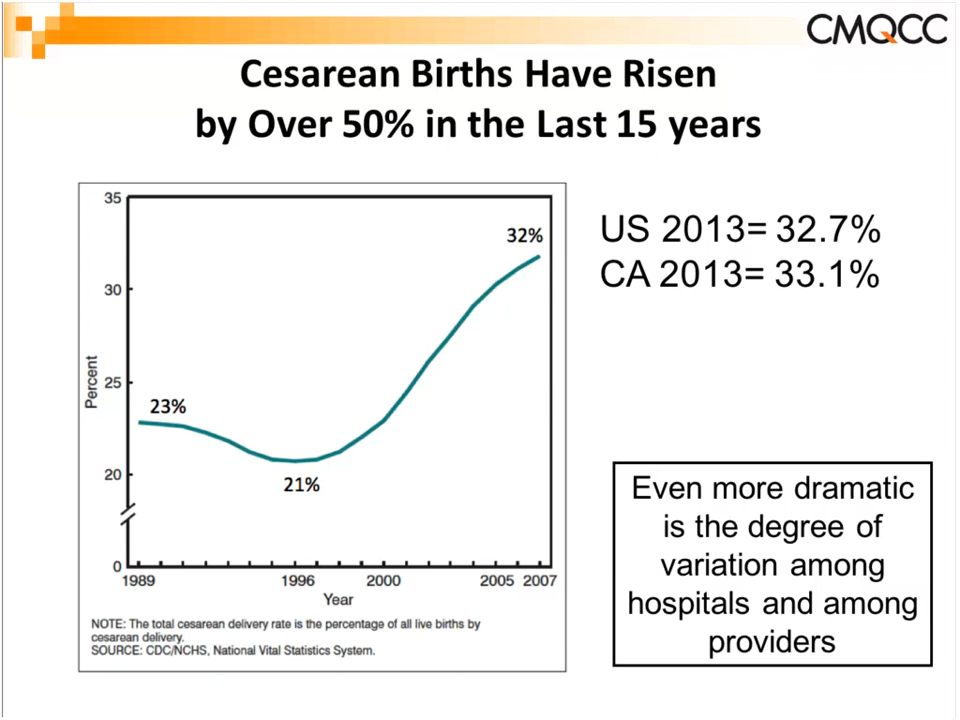 CMQCC
Cesarean Births Have Risen
by Over 50% in the Last 15 years
35
30
25
20
0
Percent
23%
21%
32%
1989
1996
2000
2005
2007
Year
NOTE: The total cesarean delivery rate is the percentage of all live births by
cesarean delivery.
SOURCE: CDC/NCHS, National Vital Statistics System.
US 2013= 32.7%
CA 2013= 33.1%
Even more dramatic
is the degree of
variation among
hospitals and among
providers